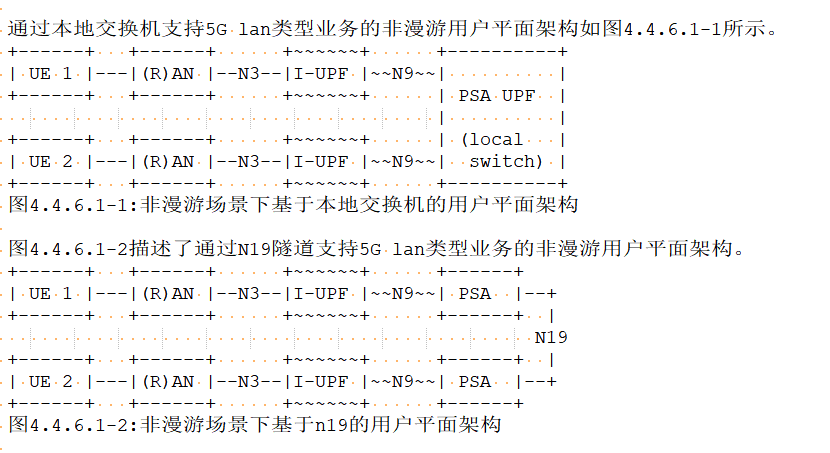 通过本地交换机支持5G lan类型业务的非漫游用户平面架构如图4.4.6.1-1所示。
+------+   +------+      +~~~~~~+      +----------+
| UE 1 |---|(R)AN |--N3--|I-UPF |~~N9~~|          |
+------+   +------+      +~~~~~~+      | PSA UPF  |
                                       |          |
+------+   +------+      +~~~~~~+      | (local   |
| UE 2 |---|(R)AN |--N3--|I-UPF |~~N9~~|  switch) |
+------+   +------+      +~~~~~~+      +----------+
图4.4.6.1-1:非漫游场景下基于本地交换机的用户平面架构
图4.4.6.1-2描述了通过N19隧道支持5G lan类型业务的非漫游用户平面架构。
+------+   +------+      +~~~~~~+      +------+
| UE 1 |---|(R)AN |--N3--|I-UPF |~~N9~~| PSA  |--+
+------+   +------+      +~~~~~~+      +------+  |
                                                N19
+------+   +------+      +~~~~~~+      +------+  |
| UE 2 |---|(R)AN |--N3--|I-UPF |~~N9~~| PSA  |--+
+------+   +------+      +~~~~~~+      +------+
图4.4.6.1-2:非漫游场景下基于n19的用户平面架构